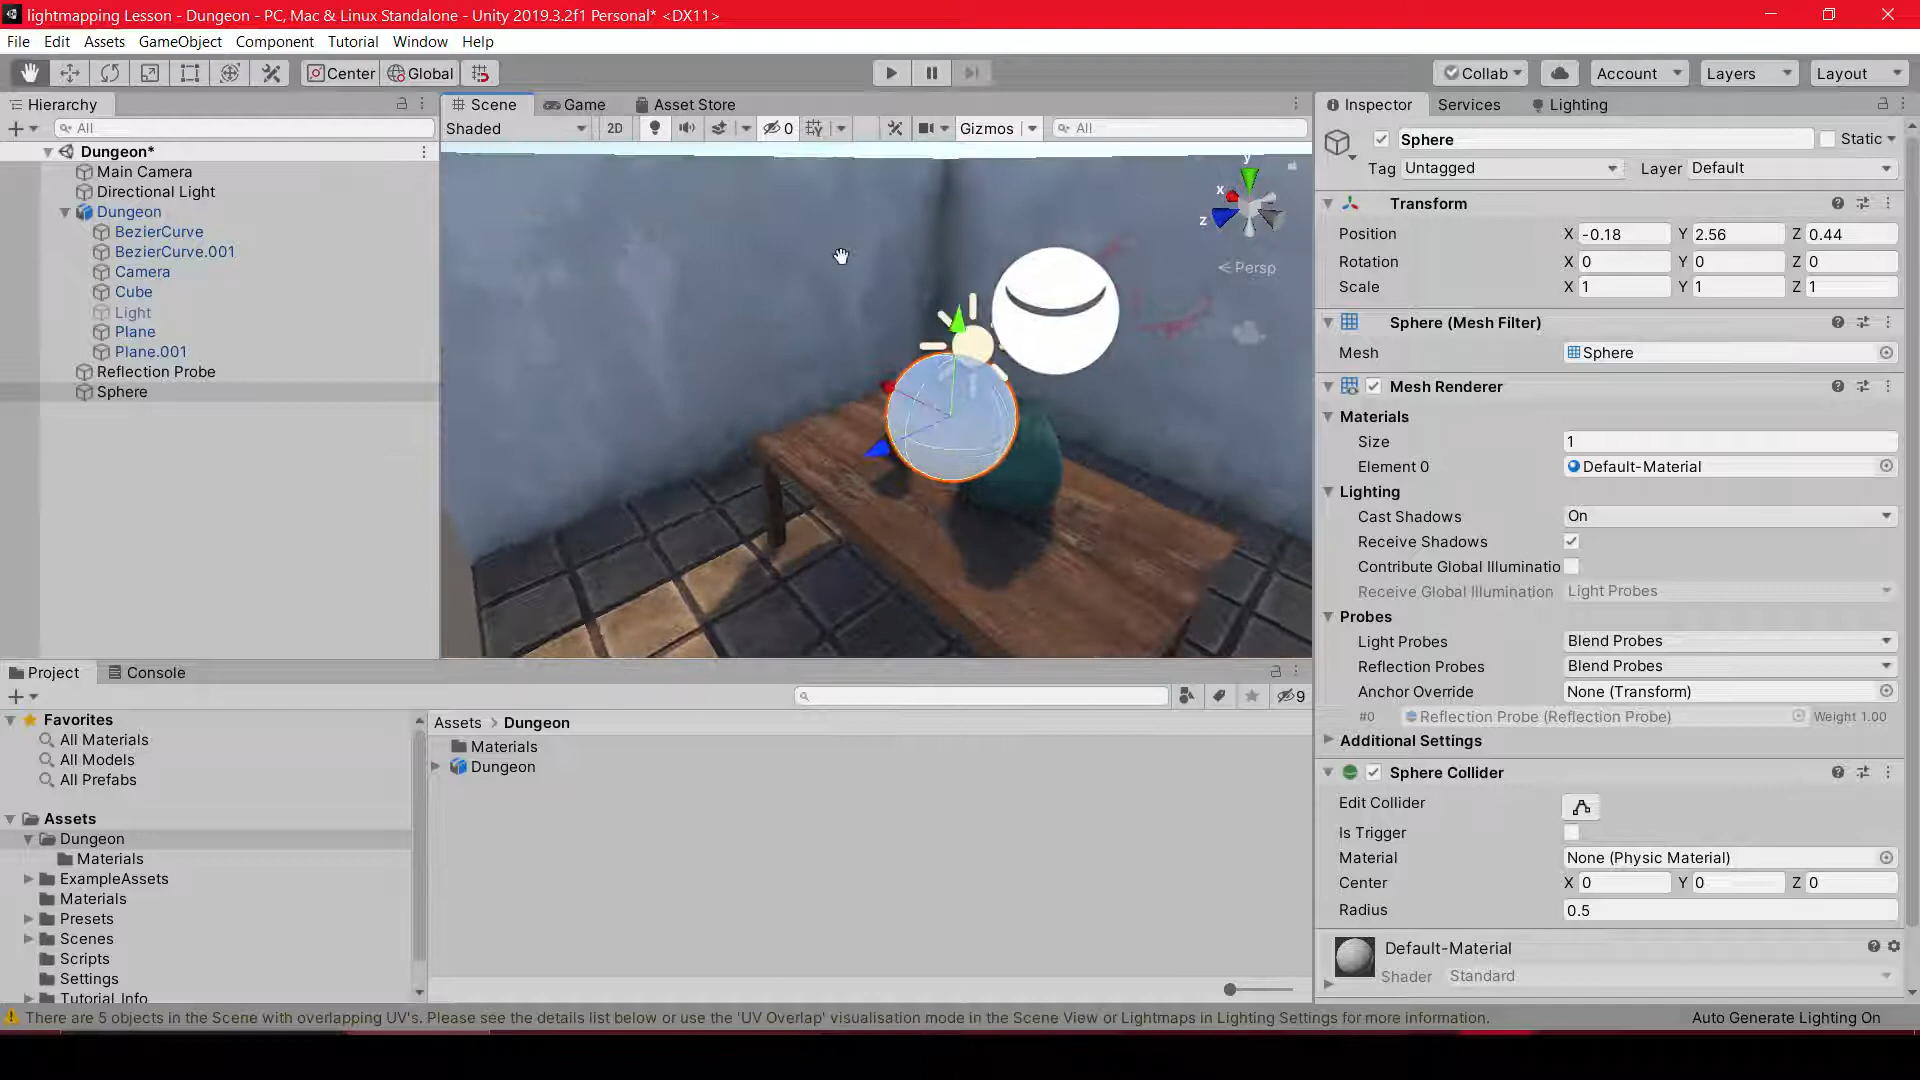 lightmapping Lesson - Dungeon - PC, Mac & Linux Standalone - Unity 2019.3.2f1 Personal* <DX11>
File Edit Assets GameObject Component Tutorial Window Help
Center Global Collab Account Layers Layout
Hierarchy
All
Dungeon*
Main Camera
Directional Light
Dungeon
BezierCurve
BezierCurve.001
Camera
Cube
Light
Plane
Plane.001
Reflection Probe
Sphere
Scene Game Asset Store
Shaded 2D 0 Gizmos All
y
x
z
Persp
Inspector Services Lighting
Sphere Static
Tag Untagged Layer Default
Transform
Position X -0.18 Y 2.56 Z 0.44
Rotation X 0 Y 0 Z 0
Scale X 1 Y 1 Z 1
Sphere (Mesh Filter)
Mesh Sphere
Mesh Renderer
Materials
Size 1
Element 0 Default-Material
Lighting
Cast Shadows On
Receive Shadows
Contribute Global Illuminatio
Receive Global Illumination Light Probes
Probes
Light Probes Blend Probes
Reflection Probes Blend Probes
Anchor Override None (Transform)
#0 Reflection Probe (Reflection Probe) Weight 1.00
Additional Settings
Sphere Collider
Edit Collider
Is Trigger
Material None (Physic Material)
Center X 0 Y 0 Z 0
Radius 0.5
Default-Material
Shader Standard
Project Console
9
Favorites
All Materials
All Models
All Prefabs
Assets
Dungeon
Materials
ExampleAssets
Materials
Presets
Scenes
Scripts
Settings
Tutorial Info
Assets > Dungeon
Materials
Dungeon
There are 5 objects in the Scene with overlapping UV's. Please see the details list below or use the 'UV Overlap' visualisation mode in the Scene View or Lightmaps in Lighting Settings for more information.
Auto Generate Lighting On